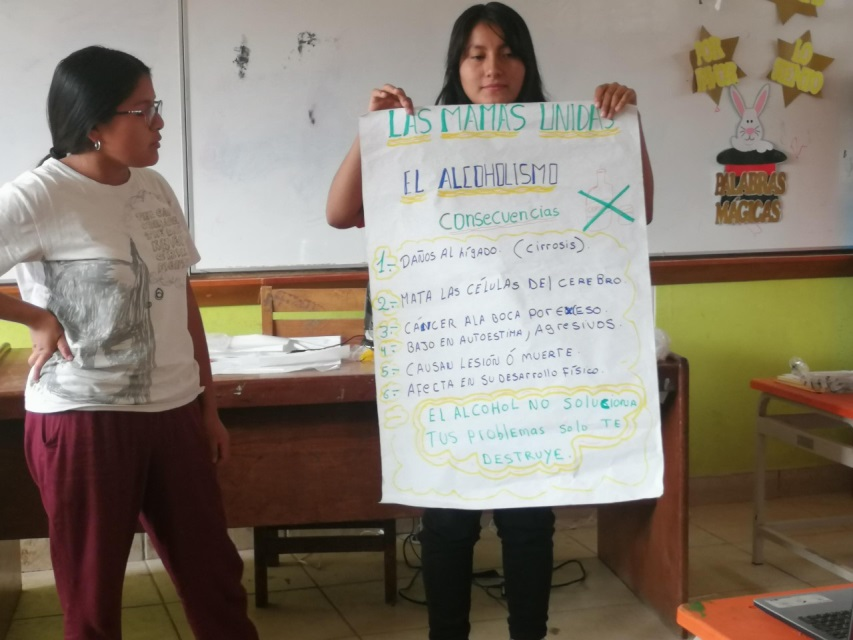 LAS MAMAS UNIDAS
EL ALCOHOLISMO
CONSECUENCIAS
1.- DAÑOS AL HÍGADO. (cirrosis)
2.- MATA LAS CÉLULAS DEL CEREBRO
3.- CÁNCER A LA BOCA POR EXESO.
4.- BAJO EN AUTOESTIMA, AGRESIVOS.
5.- CAUSAN LESIÓN Ó MUERTE.
6.- AFECTA EN SU DESARROLLO FÍSICO.
EL ALCOHOL NO SOLUCIONA
TUS PROBLEMAS SOLO TE
DESTRUYE.
POR
FAVOR
LO
SIENTO
PALABRAS
MÁGICAS